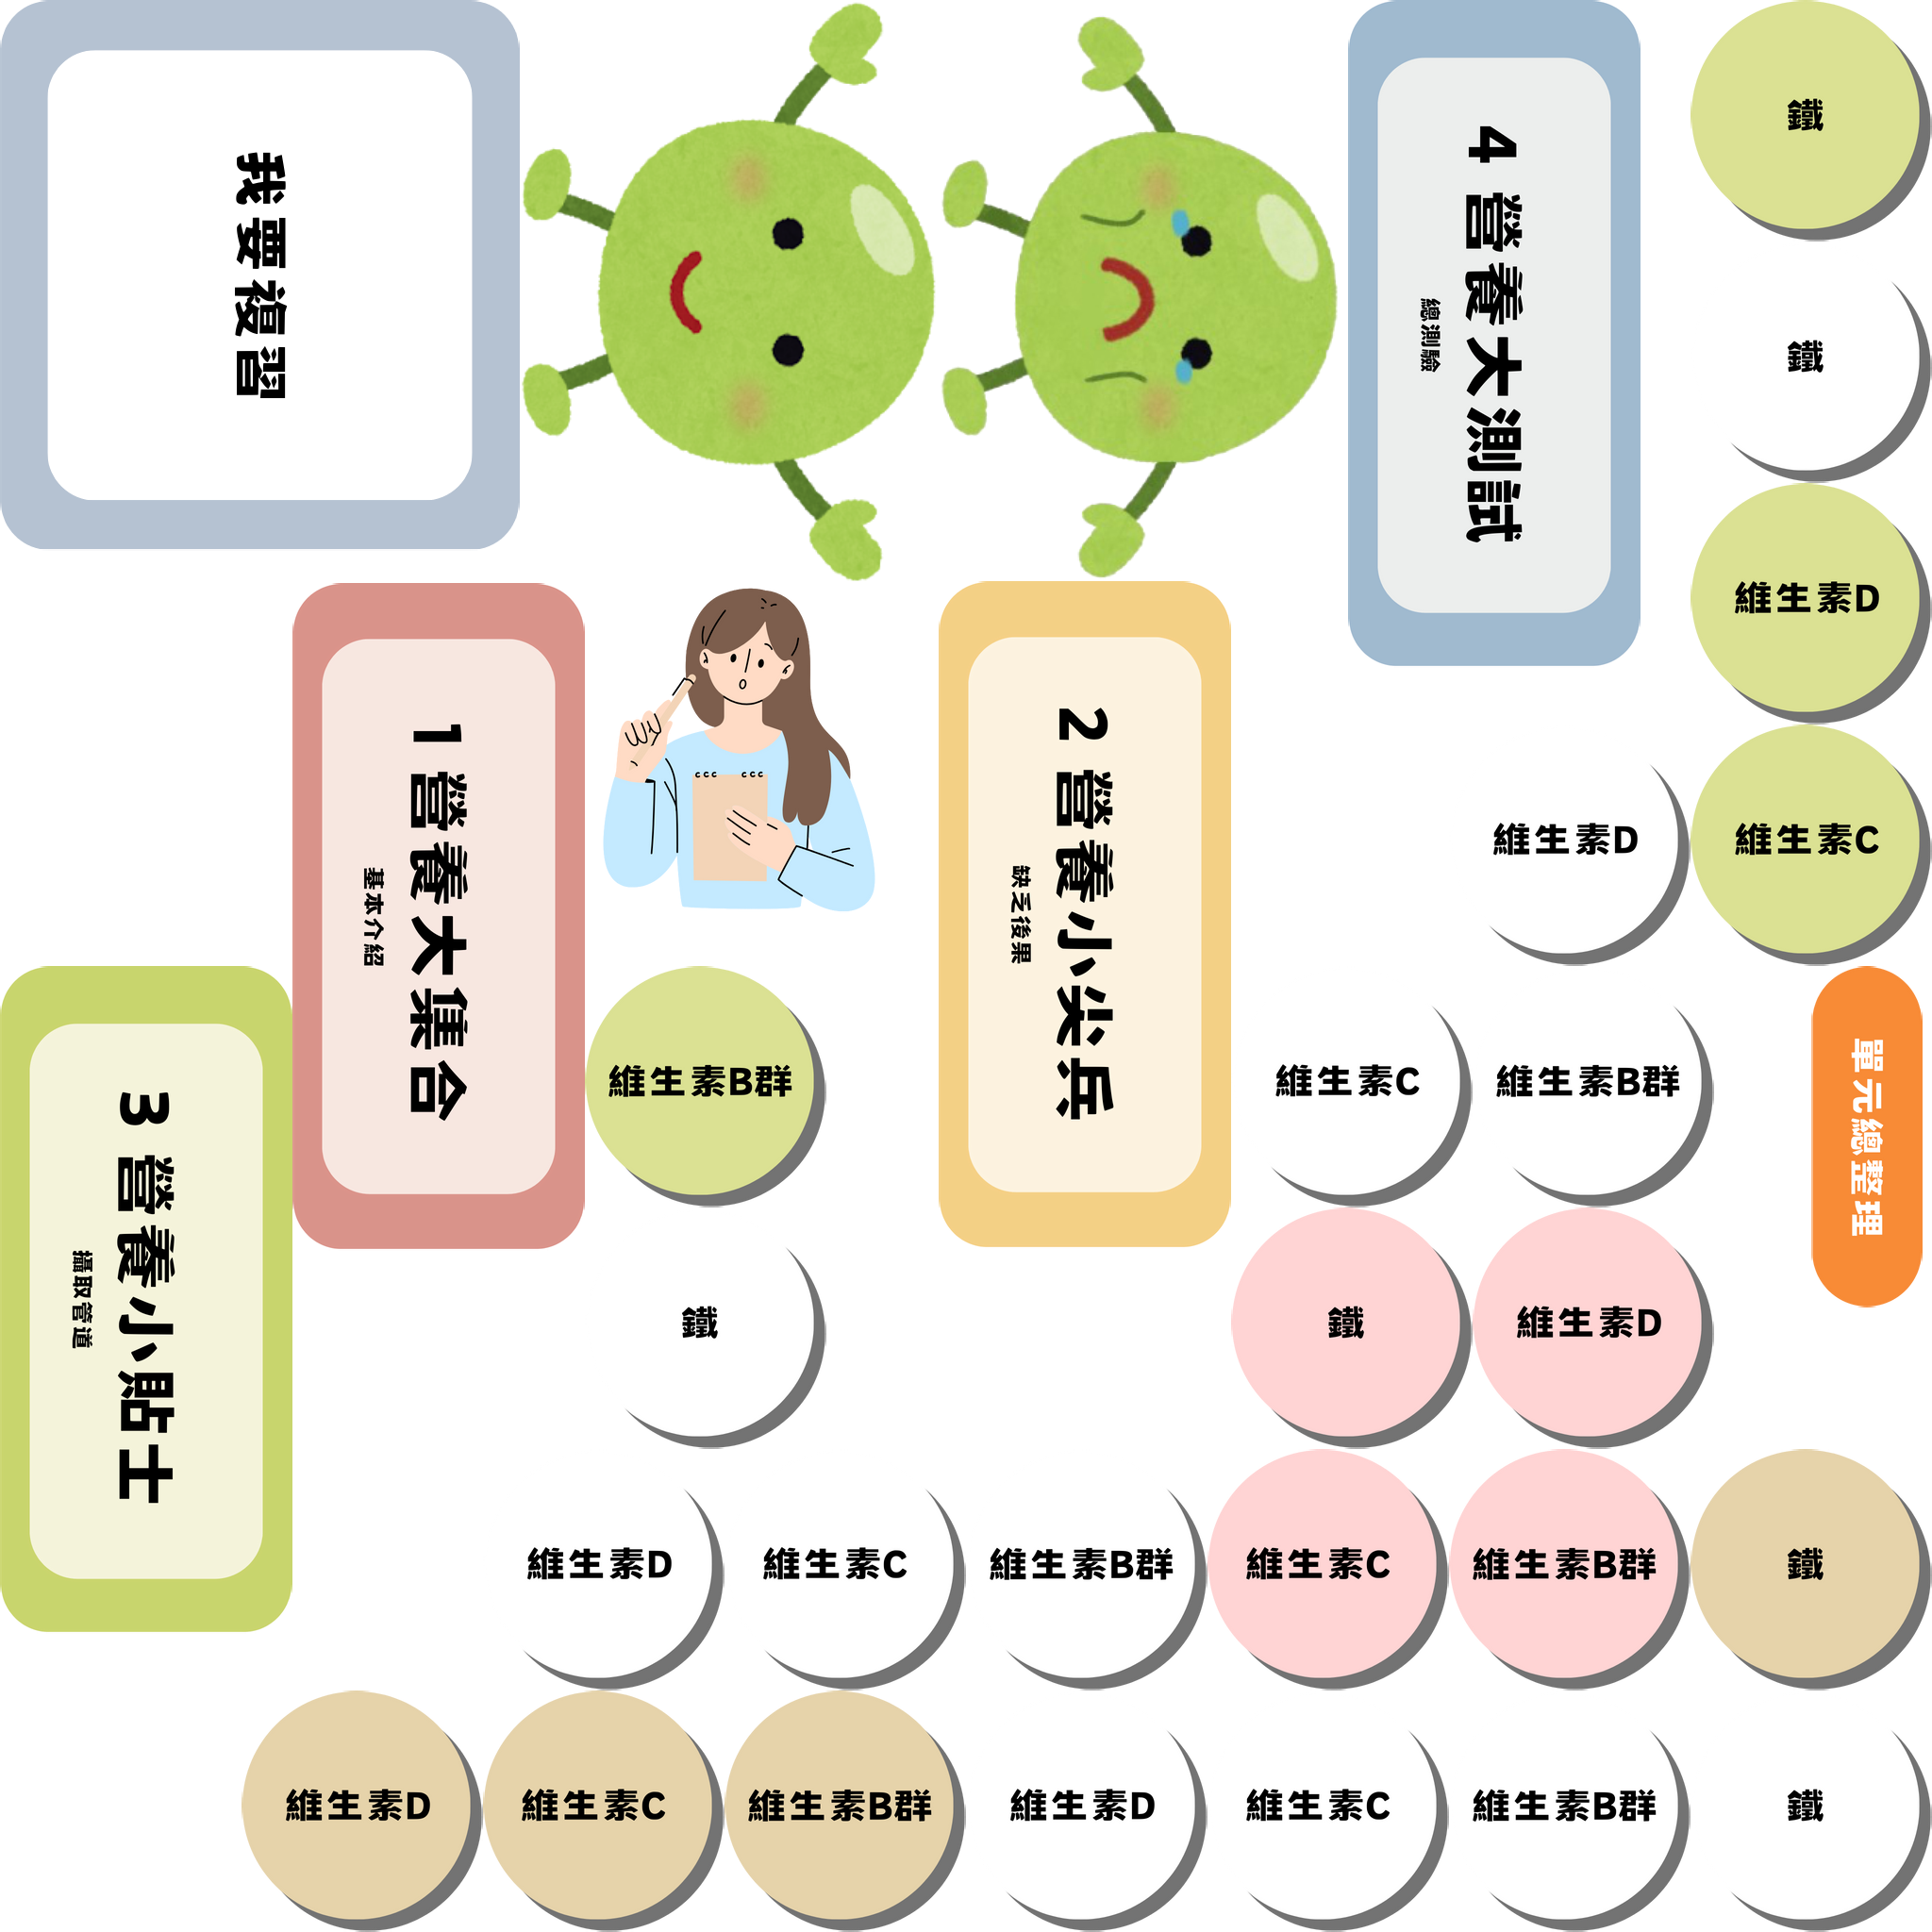 我要複習
4 營養大測試
總測驗
鐵
鐵
維生素D
維生素D
維生素C
1 營養大集合
基本介紹
2 營養小尖兵
缺乏後果
3 營養小貼士
攝取管道
單元總整理
維生素B群
維生素C
維生素B群
鐵
鐵
維生素D
維生素D
維生素C
維生素B群
維生素C
維生素B群
鐵
維生素D
維生素C
維生素B群
維生素D
維生素C
維生素B群
鐵